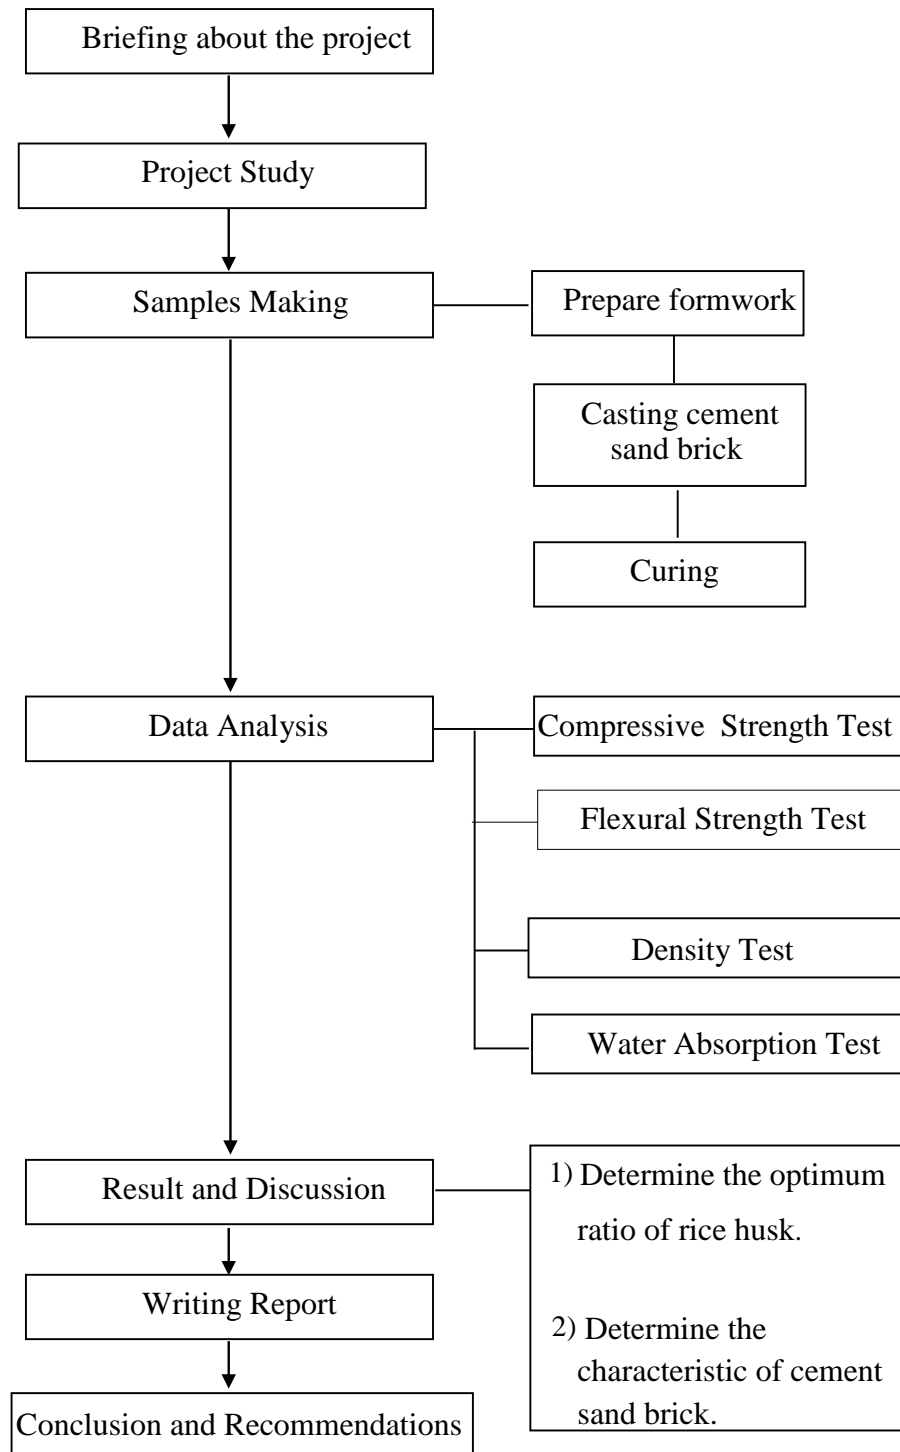 Briefing about the project
Project Study
Samples Making
Prepare formwork
Casting cement
sand brick
Curing
Data Analysis
Compressive Strength Test
Flexural Strength Test
Density Test
Water Absorption Test
Result and Discussion
1) Determine the optimum
ratio of rice husk.
2) Determine the
characteristic of cement
sand brick.
Writing Report
Conclusion and Recommendations